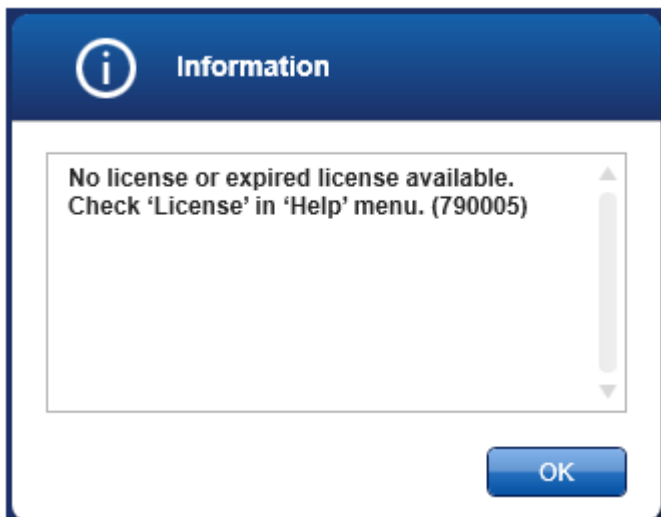 Information
No license or expired license available.
Check ‘License’ in ‘Help’ menu. (790005)
OK